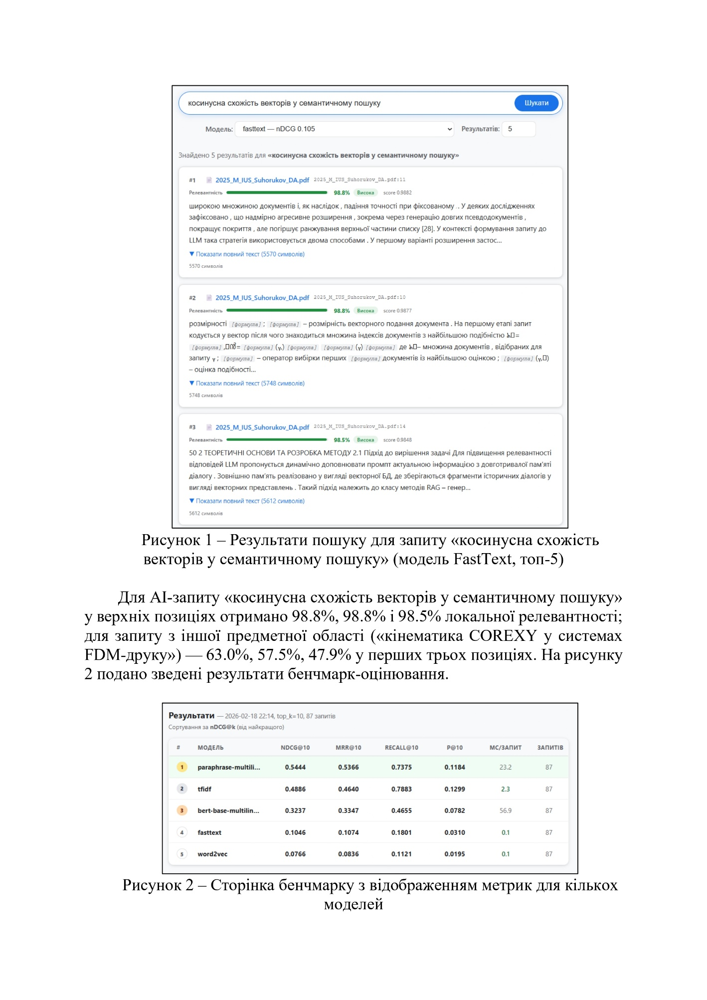 косинусна схожість векторів у семантичному пошуку Шукати
Модель: fasttext — nDCG 0.105 Результатів: 5
Знайдено 5 результатів для «косинусна схожість векторів у семантичному пошуку»
#1 2025_M_IUS_Suhorukov_DA.pdf 2025_M_IUS_Suhorukov_DA.pdf:11
Релевантність 98.8% Висока score 0.9882
широкою множиною документів і, як наслідок , падіння точності при фіксованому . . У деяких дослідженнях
зафіксовано , що надмірно агресивне розширення , зокрема через генерацію довгих псевдодокументів ,
покращує покриття , але погіршує ранжування верхньої частини списку [28]. У контексті формування запиту до
LLM така стратегія використовується двома способами . У першому варіанті розширення застос...
▼ Показати повний текст (5570 символів)
5570 символів
#2 2025_M_IUS_Suhorukov_DA.pdf 2025_M_IUS_Suhorukov_DA.pdf:10
Релевантність 98.8% Висока score 0.9877
розмірності [формула] ; [формула] – розмірність векторного подання документа . На першому етапі запит
кодується у вектор після чого знаходиться множина індексів документів з найбільшою подібністю =
[формула] , = [формула] (γ,) [формула] [формула] (γ) [формула] де – множина документів , відібраних для
запиту γ ; [формула] – оператор вибірки перших [формула] документів із найбільшою оцінкою ; [формула] (γ,)
– оцінка подібності...
▼ Показати повний текст (5748 символів)
5748 символів
#3 2025_M_IUS_Suhorukov_DA.pdf 2025_M_IUS_Suhorukov_DA.pdf:14
Релевантність 98.5% Висока score 0.9848
50 2 ТЕОРЕТИЧНІ ОСНОВИ ТА РОЗРОБКА МЕТОДУ 2.1 Підхід до вирішення задачі Для підвищення релевантності
відповідей LLM пропонується динамічно доповнювати промпт актуальною інформацією з довготривалої пам'яті
діалогу . Зовнішню пам'ять реалізовано у вигляді векторної БД, де зберігаються фрагменти історичних діалогів у
вигляді векторних представлень . Такий підхід належить до класу методів RAG – генер...
▼ Показати повний текст (5612 символів)
5612 символів
Рисунок 1 – Результати пошуку для запиту «косинусна схожість
векторів у семантичному пошуку» (модель FastText, топ-5)
Для AI-запиту «косинусна схожість векторів у семантичному пошуку»
у верхніх позиціях отримано 98.8%, 98.8% і 98.5% локальної релевантності;
для запиту з іншої предметної області («кінематика COREXY у системах
FDM-друку») — 63.0%, 57.5%, 47.9% у перших трьох позиціях. На рисунку
2 подано зведені результати бенчмарк-оцінювання.
Результати — 2026-02-18 22:14, top_k=10, 87 запитів
Сортування за nDCG@k (від найкращого)
# МОДЕЛЬ NDCG@10 MRR@10 RECALL@10 P@10 МС/ЗАПИТ ЗАПИТІВ
1 paraphrase-multili... 0.5444 0.5366 0.7375 0.1184 23.2 87
2 tfidf 0.4886 0.4640 0.7883 0.1299 2.3 87
3 bert-base-multilin... 0.3237 0.3347 0.4655 0.0782 56.9 87
4 fasttext 0.1046 0.1074 0.1801 0.0310 0.1 87
5 word2vec 0.0766 0.0836 0.1121 0.0195 0.1 87
Рисунок 2 – Сторінка бенчмарку з відображенням метрик для кількох
моделей